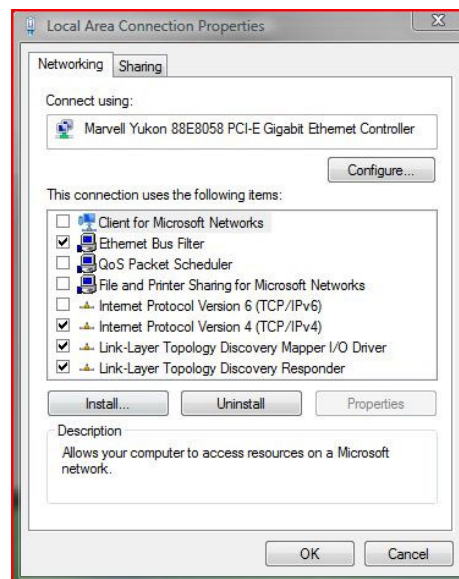 Local Area Connection Properties
Networking
Sharing
Connect using:
Marvell Yukon 88E8058 PCI-E Gigabit Ethernet Controller
Configure...
This connection uses the following items:
Client for Microsoft Networks
Ethernet Bus Filter
QoS Packet Scheduler
File and Printer Sharing for Microsoft Networks
Internet Protocol Version 6 (TCP/IPv6)
Internet Protocol Version 4 (TCP/IPv4)
Link-Layer Topology Discovery Mapper I/O Driver
Link-Layer Topology Discovery Responder
Install...
Uninstall
Properties
Description
Allows your computer to access resources on a Microsoft
network.
OK
Cancel